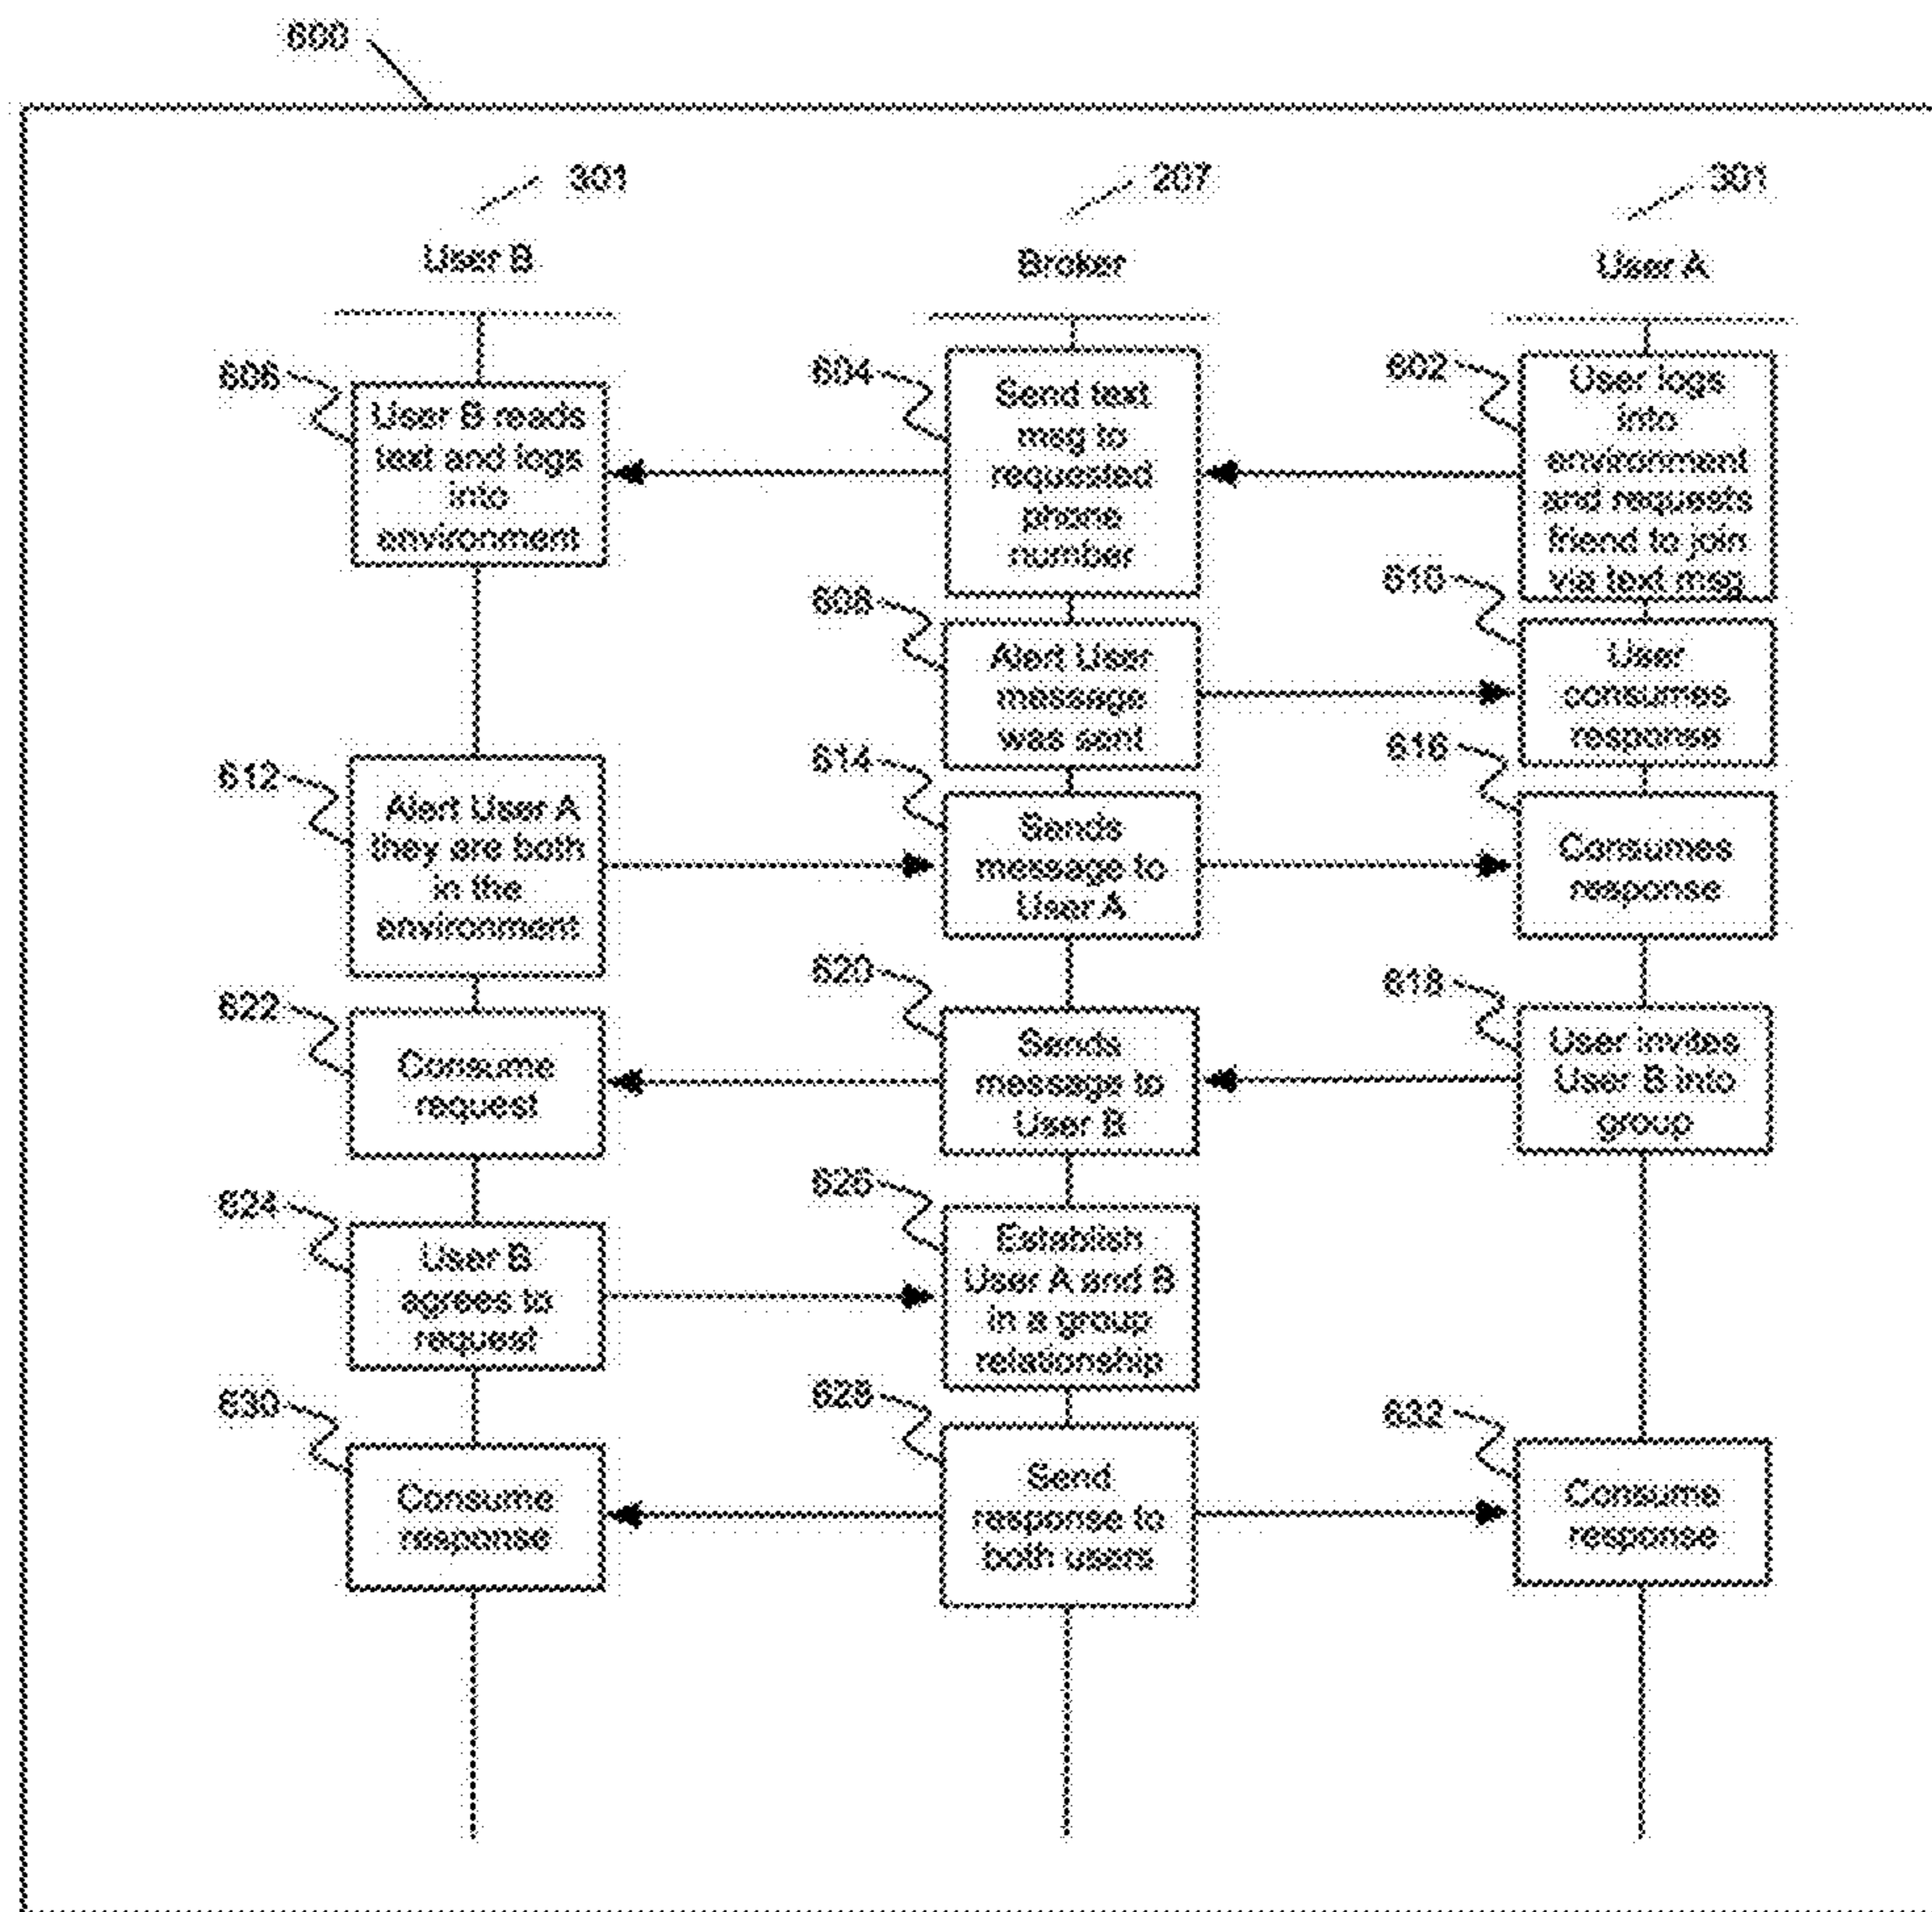 600
301
207
301
User B
Broker
User A
606
User B reads
text and logs
into
environment
604
Send text
msg to
requested
phone
number
602
User logs
into
environment
and requests
friend to join
via text msg
608
Alert User
message
was sent
610
User
consumes
response
612
Alert User A
they are both
in the
environment
614
Sends
message to
User A
616
Consumes
response
622
Consume
request
620
Sends
message to
User B
618
User invites
User B into
group
624
User B
agrees to
request
626
Establish
User A and B
in a group
relationship
630
Consume
response
628
Send
response to
both users
632
Consume
response